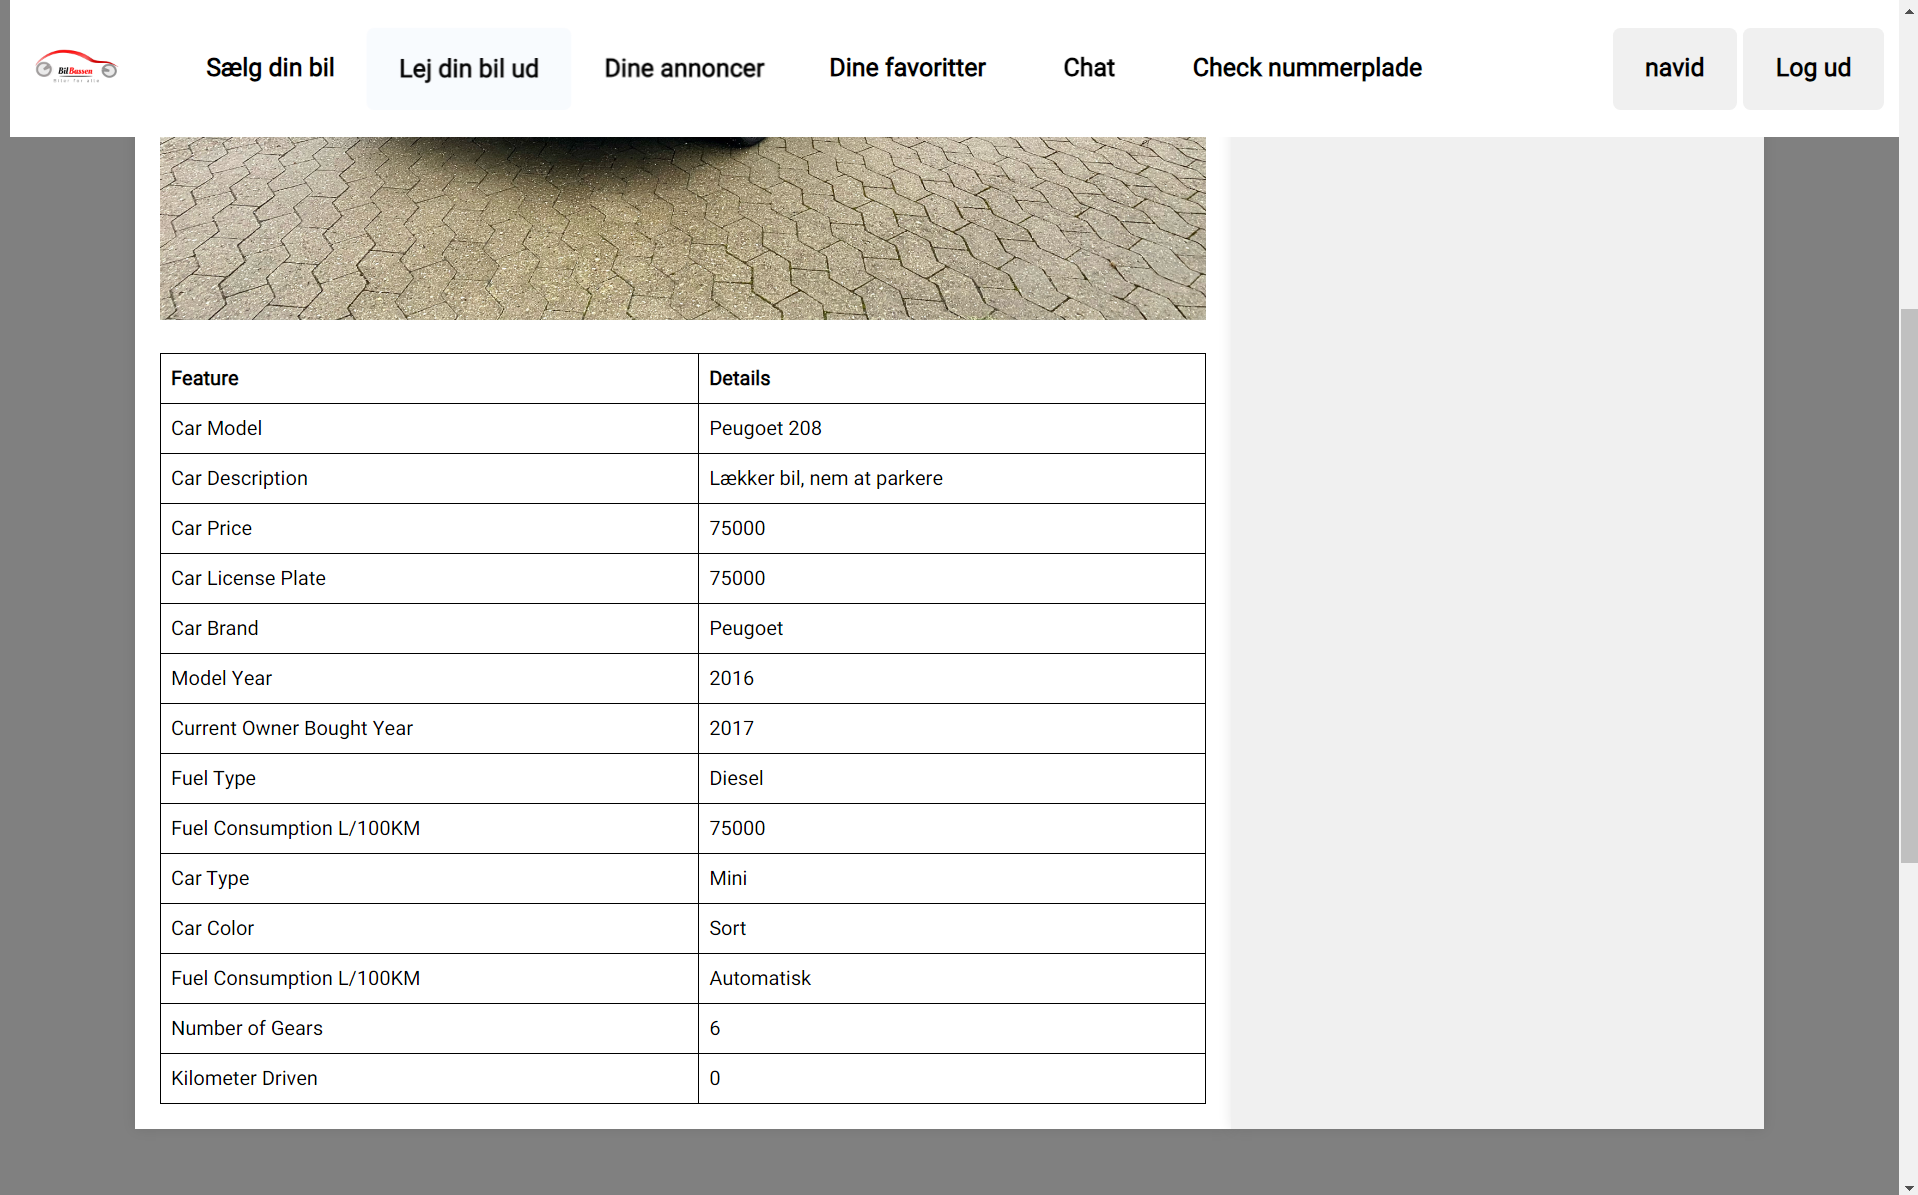 BilBassen
Biler for alle
Sælg din bil
Lej din bil ud
Dine annoncer
Dine favoritter
Chat
Check nummerplade
navid
Log ud
Feature Details
Car Model Peugoet 208
Car Description Lækker bil, nem at parkere
Car Price 75000
Car License Plate 75000
Car Brand Peugoet
Model Year 2016
Current Owner Bought Year 2017
Fuel Type Diesel
Fuel Consumption L/100KM 75000
Car Type Mini
Car Color Sort
Fuel Consumption L/100KM Automatisk
Number of Gears 6
Kilometer Driven 0